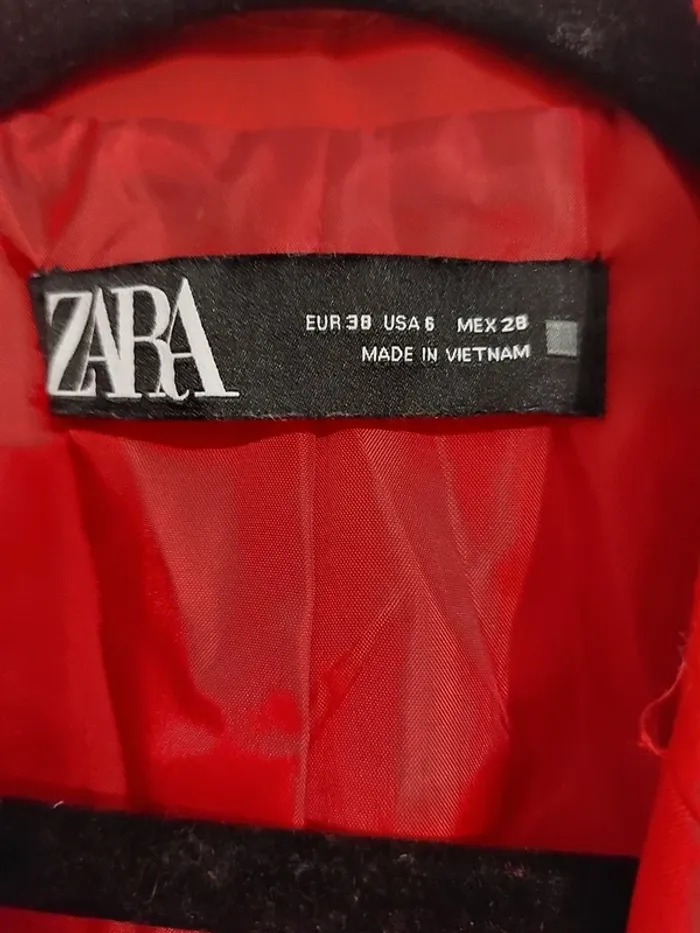 ZARA
EUR 38 USA 6 MEX 28
MADE IN VIETNAM